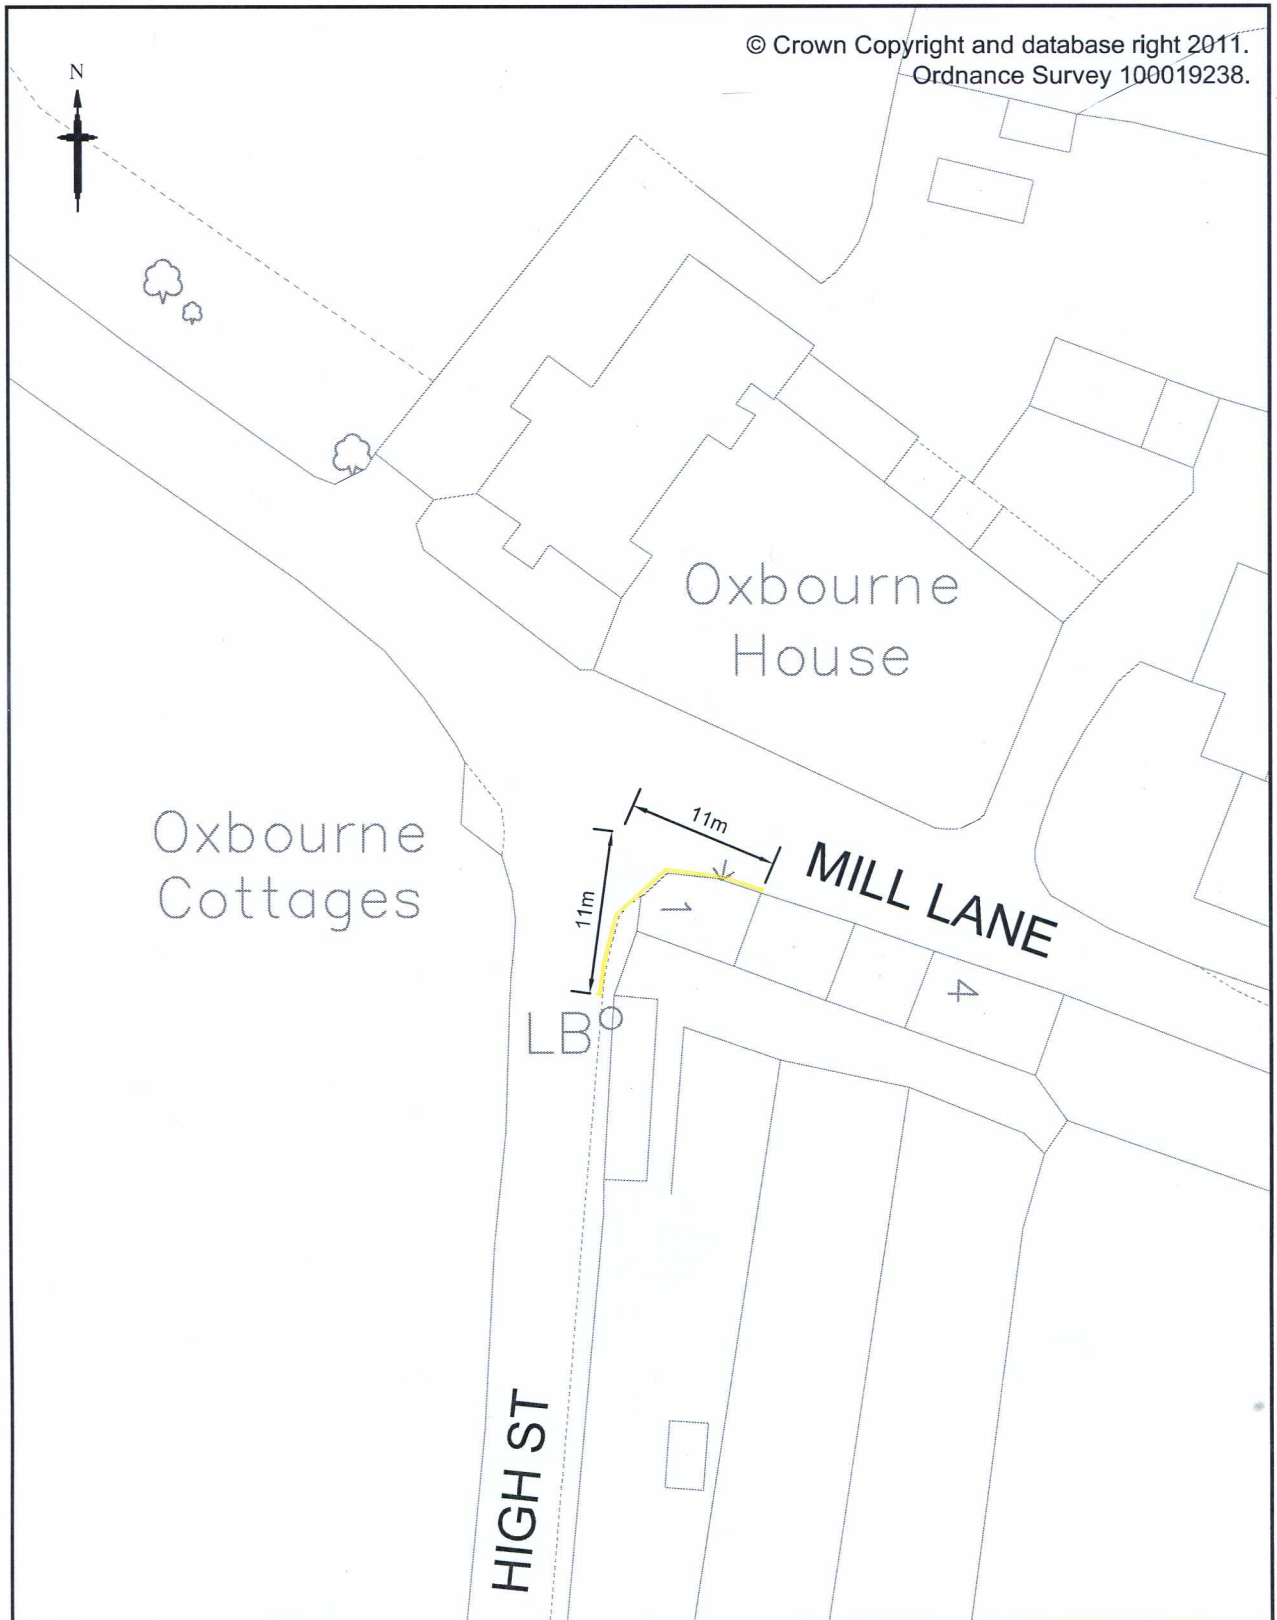 © Crown Copyright and database right 2011.
Ordnance Survey 100019238.
N
Oxbourne
House
Oxbourne
Cottages
11m
11m
MILL LANE
1
4
LB
HIGH ST